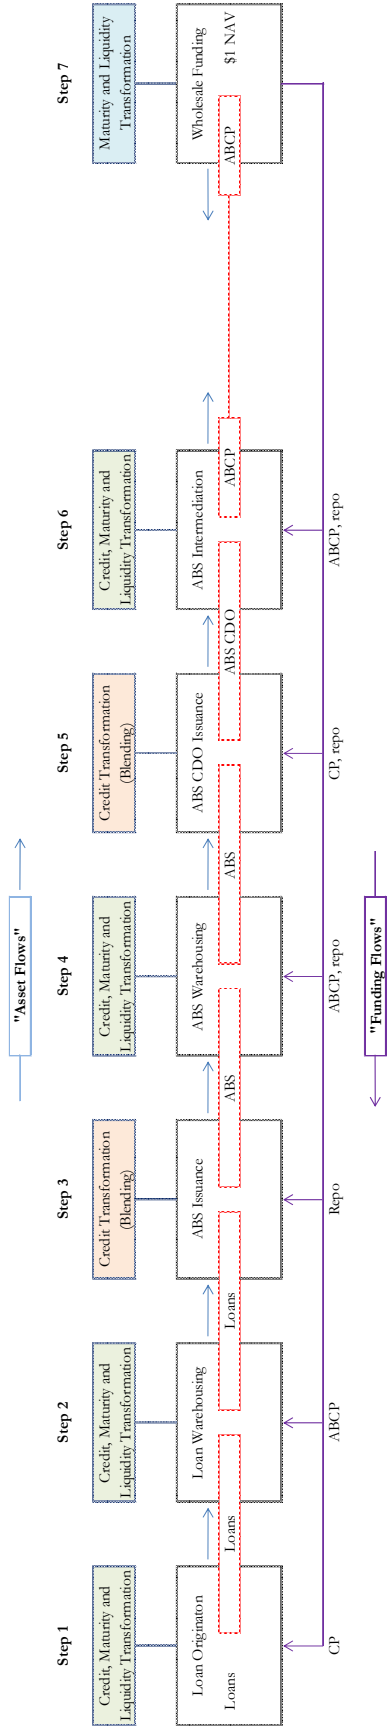 "Asset Flows"
Step 1
Step 2
Step 3
Step 4
Step 5
Step 6
Step 7
Credit, Maturity and
Liquidity Transformation
Credit, Maturity and
Liquidity Transformation
Credit Transformation
(Blending)
Credit, Maturity and
Liquidity Transformation
Credit Transformation
(Blending)
Credit, Maturity and
Liquidity Transformation
Maturity and Liquidity
Transformation
Loan Originaton
Loan Warehousing
ABS Issuance
ABS Warehousing
ABS CDO Issuance
ABS Intermediation
Wholesale Funding
Loans
Loans
Loans
ABS
ABS
ABS CDO
ABCP
ABCP
$1 NAV
CP
ABCP
Repo
ABCP, repo
CP, repo
ABCP, repo
"Funding Flows"